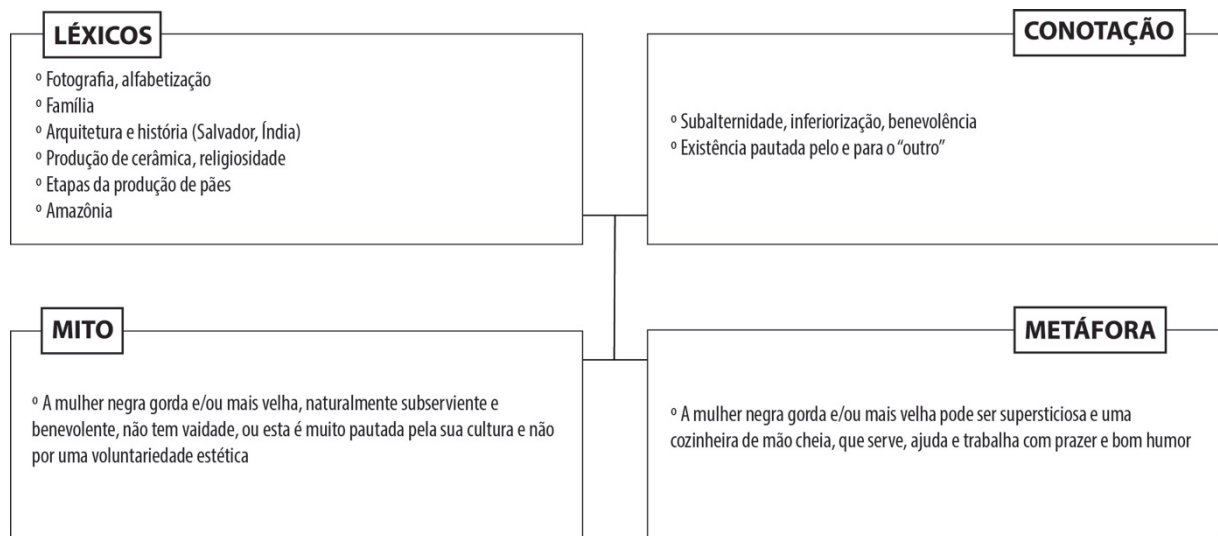 LÉXICOS
º Fotografia, alfabetização
º Família
º Arquitetura e história (Salvador, Índia)
º Produção de cerâmica, religiosidade
º Etapas da produção de pães
º Amazônia
CONOTAÇÃO
º Subalternidade, inferiorização, benevolência
º Existência pautada pelo e para o “outro”
MITO
º A mulher negra gorda e/ou mais velha, naturalmente subserviente e
benevolente, não tem vaidade, ou esta é muito pautada pela sua cultura e não
por uma voluntariedade estética
METÁFORA
º A mulher negra gorda e/ou mais velha pode ser supersticiosa e uma
cozinheira de mão cheia, que serve, ajuda e trabalha com prazer e bom humor